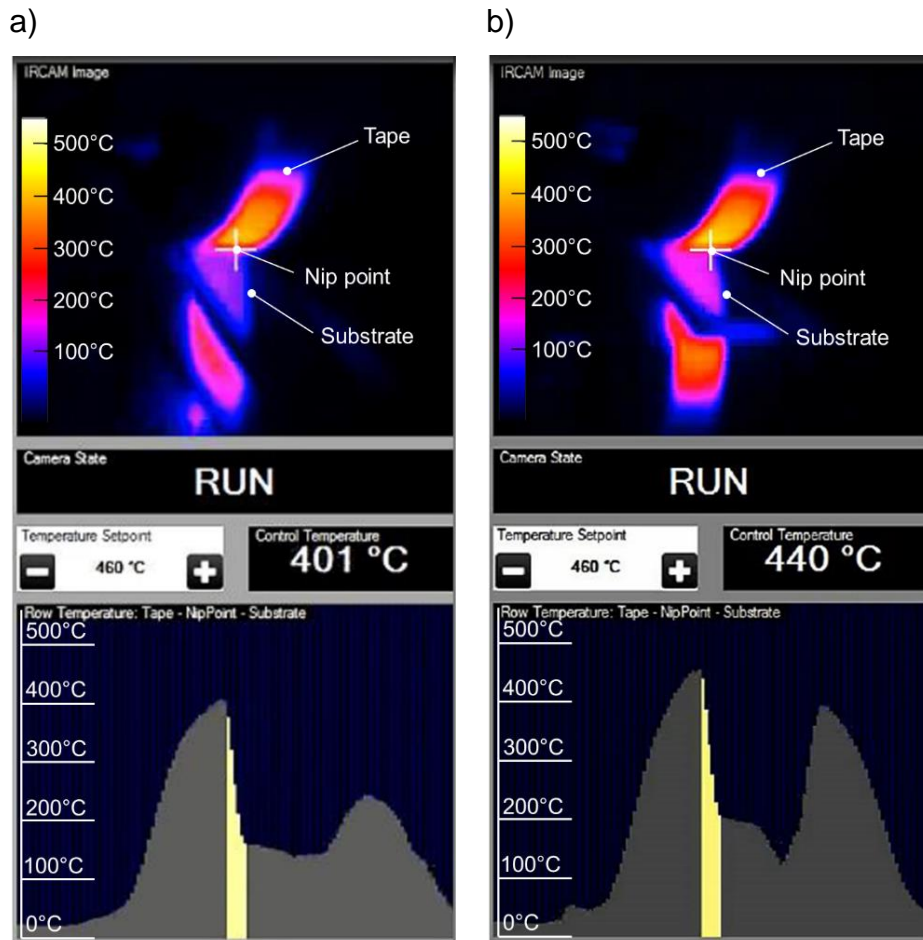 a)
IRCAM Image
500°C
400°C
300°C
200°C
100°C
Tape
Nip point
Substrate
Camera State
RUN
Temperature Setpoint
460 °C
Control Temperature
401 °C
Row Temperature: Tape - NipPoint - Substrate
500°C
400°C
300°C
200°C
100°C
0°C
b)
IRCAM Image
500°C
400°C
300°C
200°C
100°C
Tape
Nip point
Substrate
Camera State
RUN
Temperature Setpoint
460 °C
Control Temperature
440 °C
Row Temperature: Tape - NipPoint - Substrate
500°C
400°C
300°C
200°C
100°C
0°C